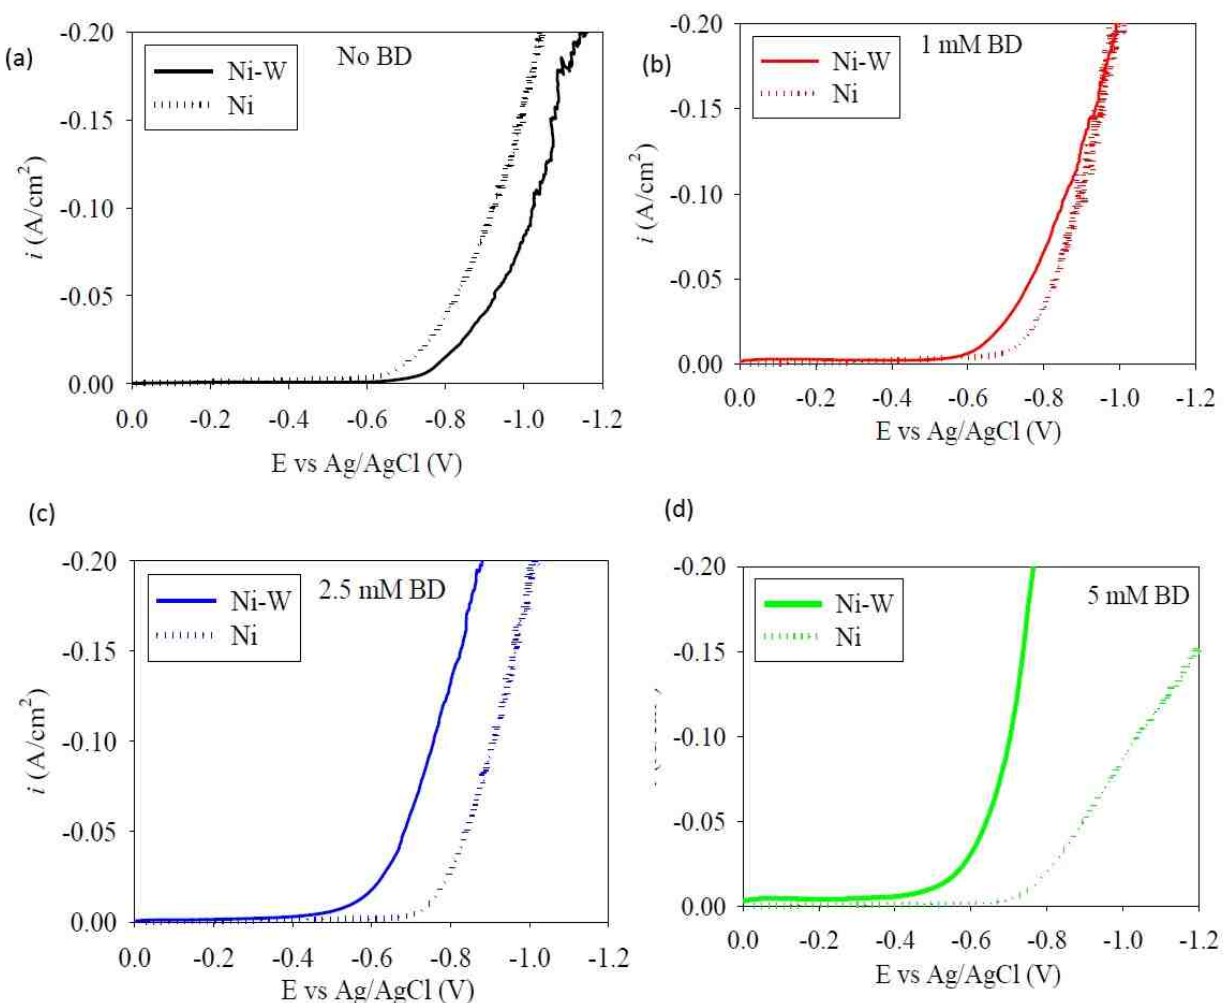 (a)
-0.20
-0.15
-0.10
-0.05
0.00
i (A/cm²)
Ni-W
Ni
No BD
0.0 -0.2 -0.4 -0.6 -0.8 -1.0 -1.2
E vs Ag/AgCl (V)
(b)
-0.20
-0.15
-0.10
-0.05
0.00
i (A/cm²)
Ni-W
Ni
1 mM BD
0.0 -0.2 -0.4 -0.6 -0.8 -1.0 -1.2
E vs Ag/AgCl (V)
(c)
-0.20
-0.15
-0.10
-0.05
0.00
i (A/cm²)
Ni-W
Ni
2.5 mM BD
0.0 -0.2 -0.4 -0.6 -0.8 -1.0 -1.2
E vs Ag/AgCl (V)
(d)
-0.20
-0.15
-0.10
-0.05
0.00
Ni-W
Ni
5 mM BD
0.0 -0.2 -0.4 -0.6 -0.8 -1.0 -1.2
E vs Ag/AgCl (V)